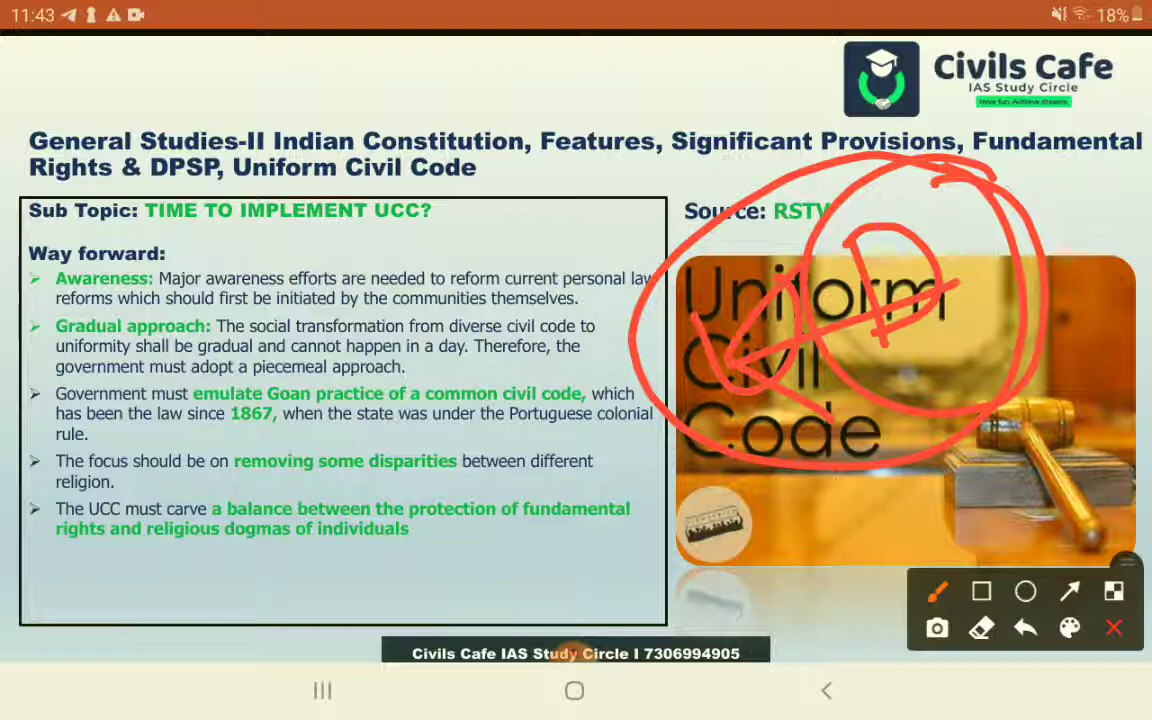 11:43
18%
Civils Cafe
IAS Study Circle
Have fun, Achieve dreams
General Studies-II Indian Constitution, Features, Significant Provisions, Fundamental
Rights & DPSP, Uniform Civil Code
Sub Topic: TIME TO IMPLEMENT UCC?
Way forward:
Awareness: Major awareness efforts are needed to reform current personal law
reforms which should first be initiated by the communities themselves.
Gradual approach: The social transformation from diverse civil code to
uniformity shall be gradual and cannot happen in a day. Therefore, the
government must adopt a piecemeal approach.
Government must emulate Goan practice of a common civil code, which
has been the law since 1867, when the state was under the Portuguese colonial
rule.
The focus should be on removing some disparities between different
religion.
The UCC must carve a balance between the protection of fundamental
rights and religious dogmas of individuals
Source: RSTV
Uniform
Civil
Code
Civils Cafe IAS Study Circle I 7306994905